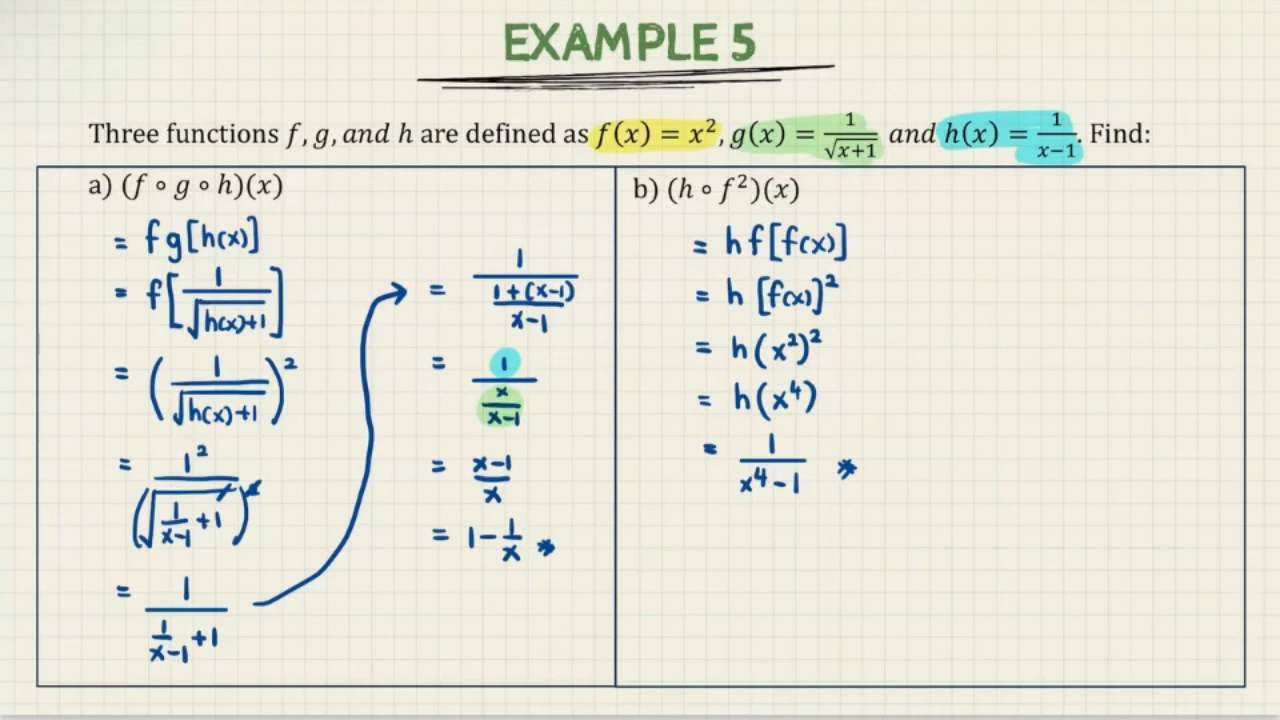 EXAMPLE 5
Three functions f, g, and h are defined as f(x) = x², g(x) = 1/√(x+1) and h(x) = 1/(x−1). Find:
a) (f ∘ g ∘ h)(x)
= fg[h(x)]
= f[1/√(h(x)+1)]
= (1/√(h(x)+1))²
= 1²/(√(1/(x−1) +1))²
= 1/(1/(x−1) +1)
= 1/((1+(x−1))/(x−1))
= 1/(x/(x−1))
= (x−1)/x
= 1 − 1/x *
b) (h ∘ f²)(x)
= hf[f(x)]
= h[f(x)]²
= h(x²)²
= h(x⁴)
= 1/(x⁴−1) *